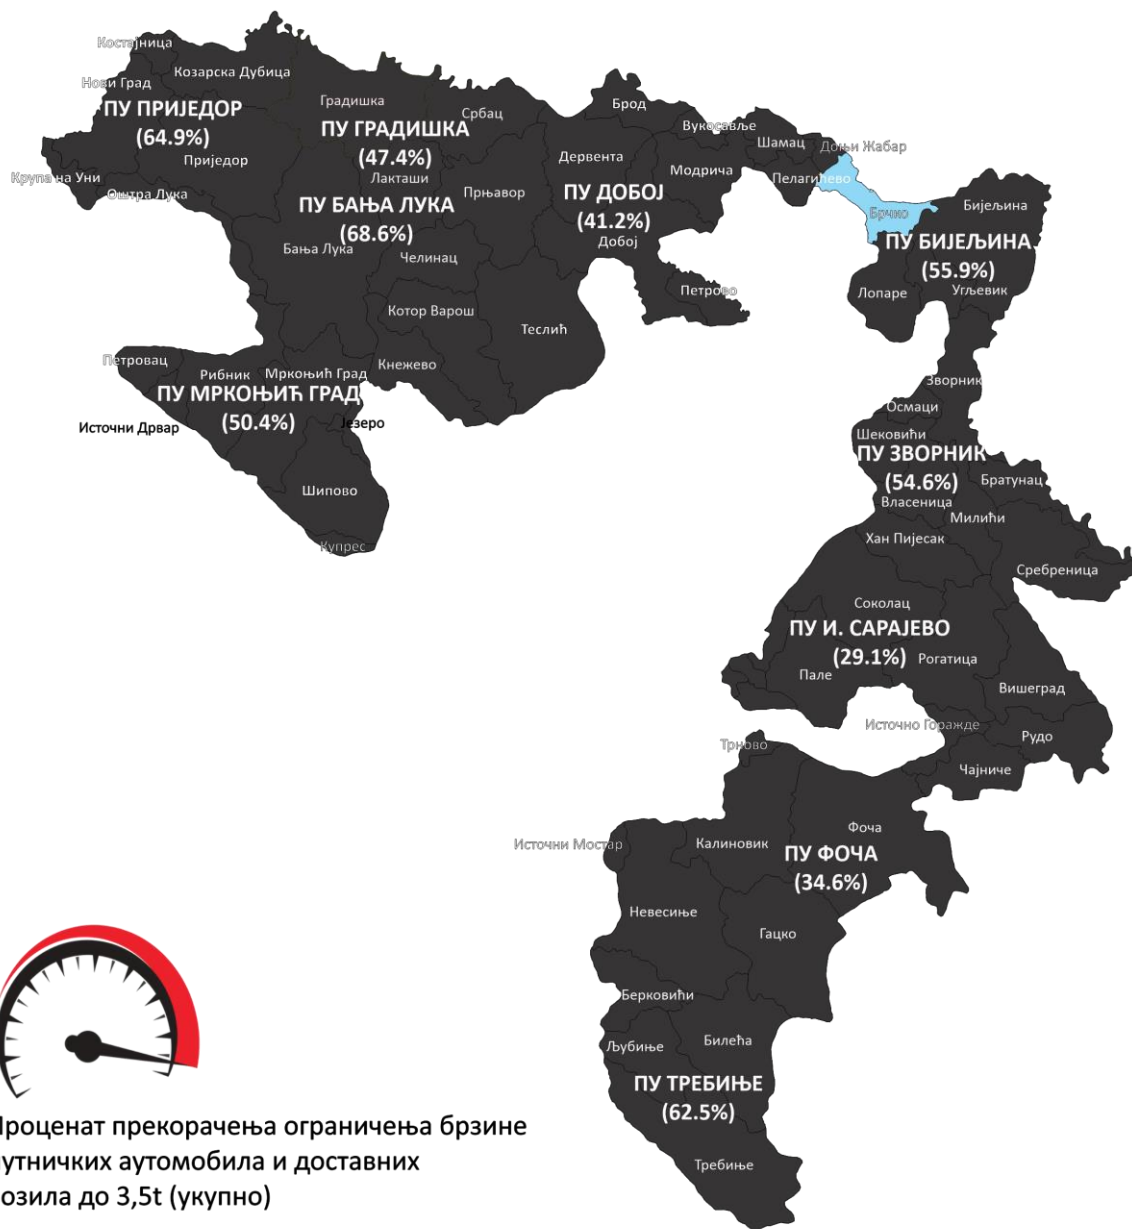 Костајница
Козарска Дубица
Нови Град
ПУ ПРИЈЕДОР
(64.9%)
Приједор
Крупа на Уни
Оштра Лука
Градишка
Србац
ПУ ГРАДИШКА
(47.4%)
Лакташи
Прњавор
ПУ БАЊА ЛУКА
(68.6%)
Бања Лука
Челинац
Котор Варош
Кнежево
Теслић
Брод
Вукосавље
Дервента
Модрича
ПУ ДОБОЈ
(41.2%)
Добој
Петрово
Шамац
Доњи Жабар
Пелагићево
Брчко
Бијељина
ПУ БИЈЕЉИНА
(55.9%)
Лопаре
Угљевик
Петровац
Рибник
Мркоњић Град
ПУ МРКОЊИЋ ГРАД
(50.4%)
Источни Дрвар
Језеро
Шипово
Купрес
Зворник
Осмаци
Шековићи
ПУ ЗВОРНИК
(54.6%)
Братунац
Власеница
Милићи
Хан Пијесак
Сребреница
Соколац
ПУ И. САРАЈЕВО
(29.1%)
Рогатица
Пале
Вишеград
Источно Горажде
Рудо
Чајниче
Трново
Фоча
Источни Мостар
Калиновик
ПУ ФОЧА
(34.6%)
Невесиње
Гацко
Берковићи
Љубиње
Билећа
ПУ ТРЕБИЊЕ
(62.5%)
Требиње
Проценат прекорачења ограничења брзине
путничких аутомобила и доставних
возила до 3,5t (укупно)